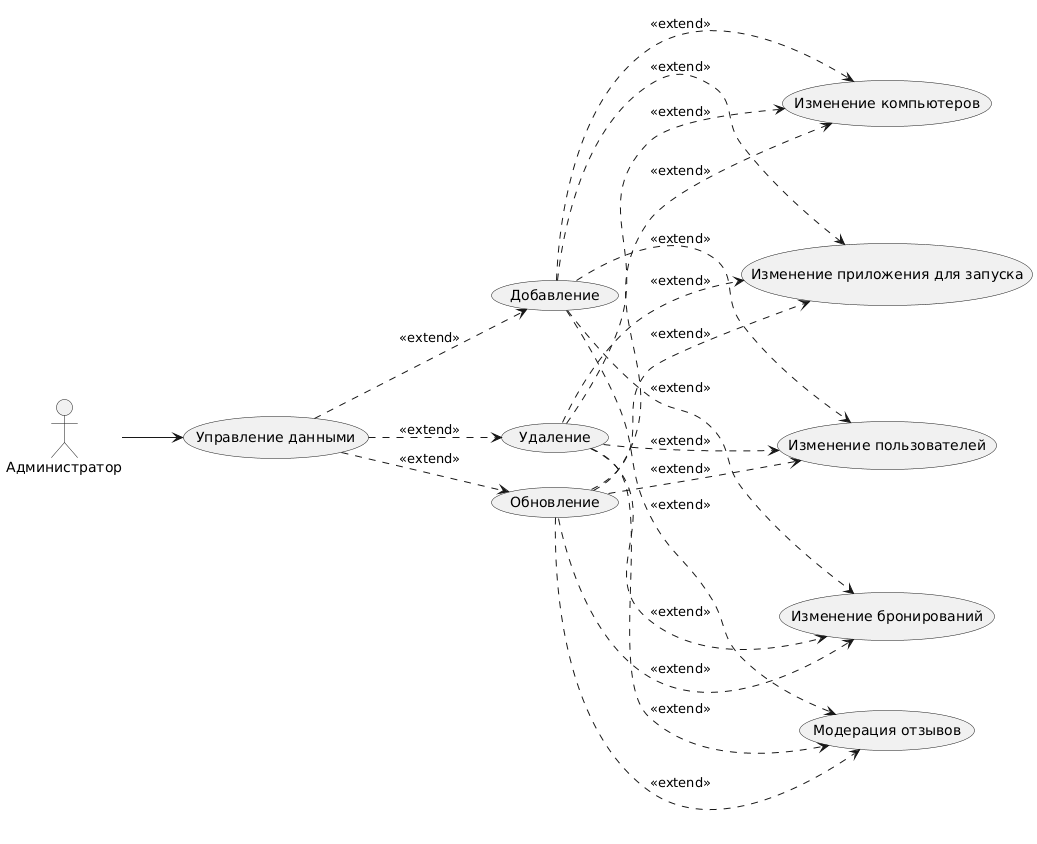 «extend»
«extend»
Изменение компьютеров
«extend»
«extend»
«extend»
Изменение приложения для запуска
«extend»
Добавление
«extend»
«extend»
«extend»
Администратор
Управление данными
«extend»
Удаление
«extend»
Изменение пользователей
«extend»
«extend»
Обновление
«extend»
«extend»
Изменение бронирований
«extend»
«extend»
Модерация отзывов
«extend»